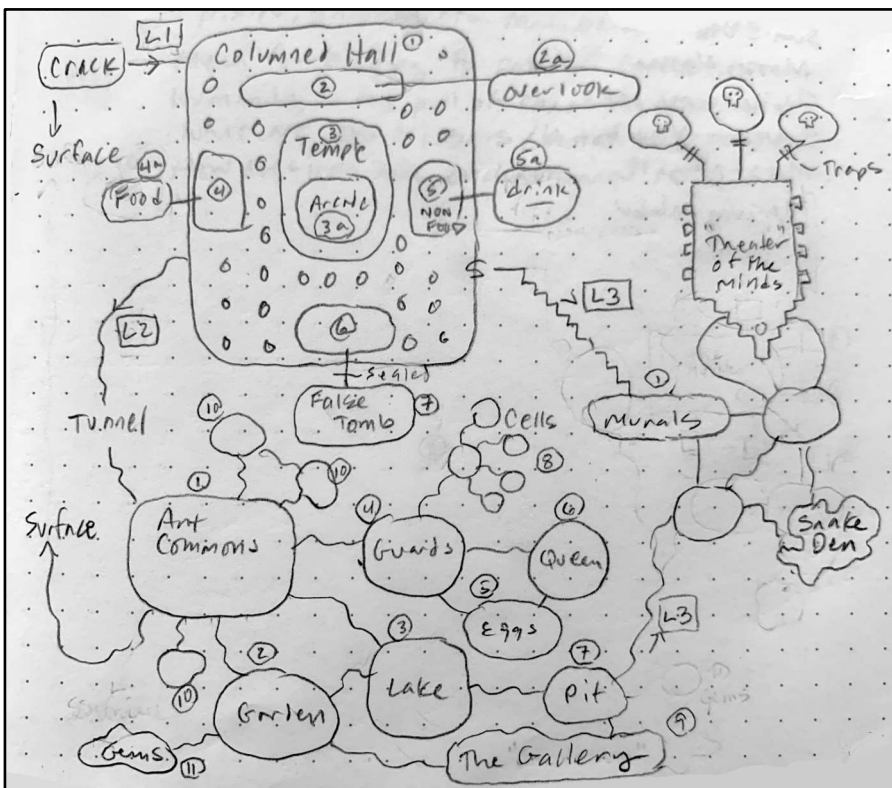 Crack
L1
Columned Hall
1
2
2a
overlook
Surface
4a
Food
4
3
Temple
Arcade
3a
5
NON
FOOD
5a
drink
Traps
"Theater"
of the
Minds
L2
6
L3
Sealed
False
Tomb
7
Tunnel
10
10
Cells
8
1
Murals
1
Ant
Commons
Surface
4
Guards
6
Queen
5
Eggs
Snake
Den
3
Lake
7
Pit
L3
10
2
Garden
Gems
11
The "Gallery"
9